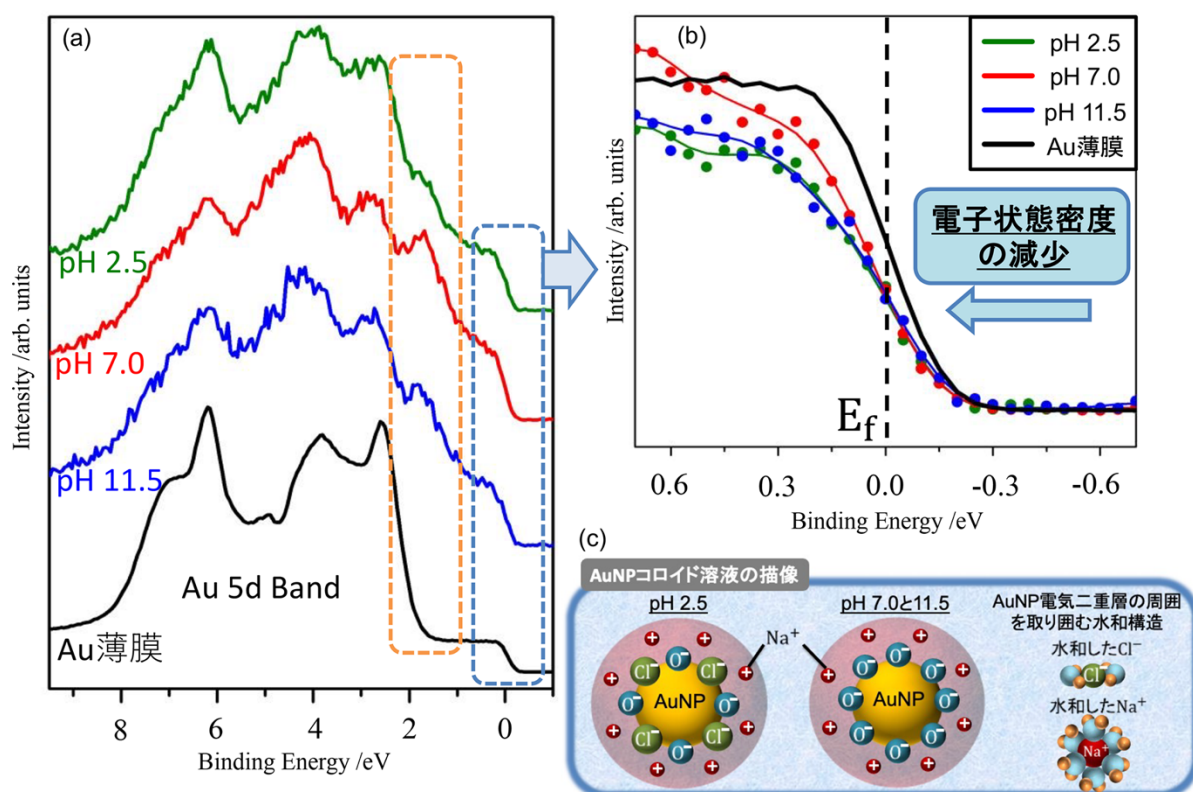 (a)
Intensity /arb. units
pH 2.5
pH 7.0
pH 11.5
Au 5d Band
Au薄膜
8
6
4
2
0
Binding Energy /eV
(b)
Intensity /arb. units
pH 2.5
pH 7.0
pH 11.5
Au薄膜
電子状態密度
の減少
Ef
0.6
0.3
0.0
-0.3
-0.6
Binding Energy /eV
(c)
AuNPコロイド溶液の描像
pH 2.5
Cl⁻
O⁻
Cl⁻
O⁻
AuNP
O⁻
Cl⁻
O⁻
Cl⁻
+
+
+
+
+
+
+
+
Na⁺
pH 7.0と11.5
O⁻
O⁻
O⁻
O⁻
AuNP
O⁻
O⁻
O⁻
O⁻
+
+
+
+
+
+
+
+
AuNP電気二重層の周囲
を取り囲む水和構造
水和したCl⁻
Cl⁻
水和したNa⁺
Na⁺